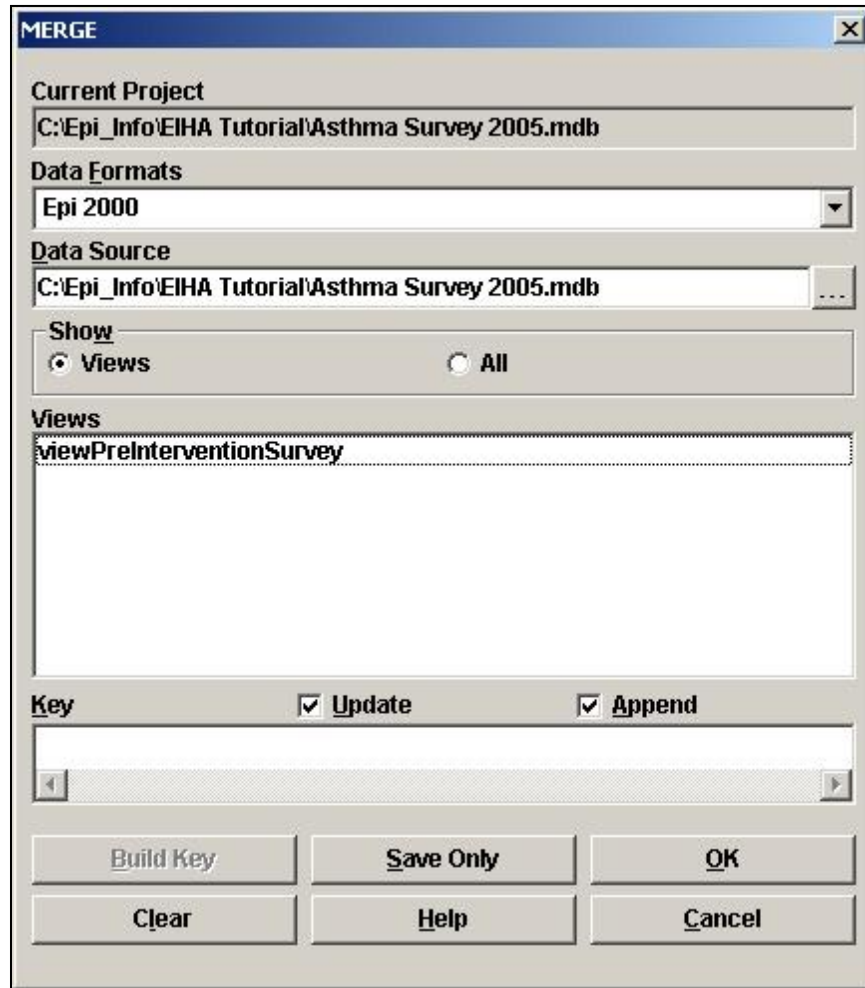 MERGE
Current Project
C:\Epi_Info\EIHA Tutorial\Asthma Survey 2005.mdb
Data Formats
Epi 2000
Data Source
C:\Epi_Info\EIHA Tutorial\Asthma Survey 2005.mdb
...
Show
Views All
Views
viewPreInterventionSurvey
Key Update Append
Build Key Save Only OK
Clear Help Cancel